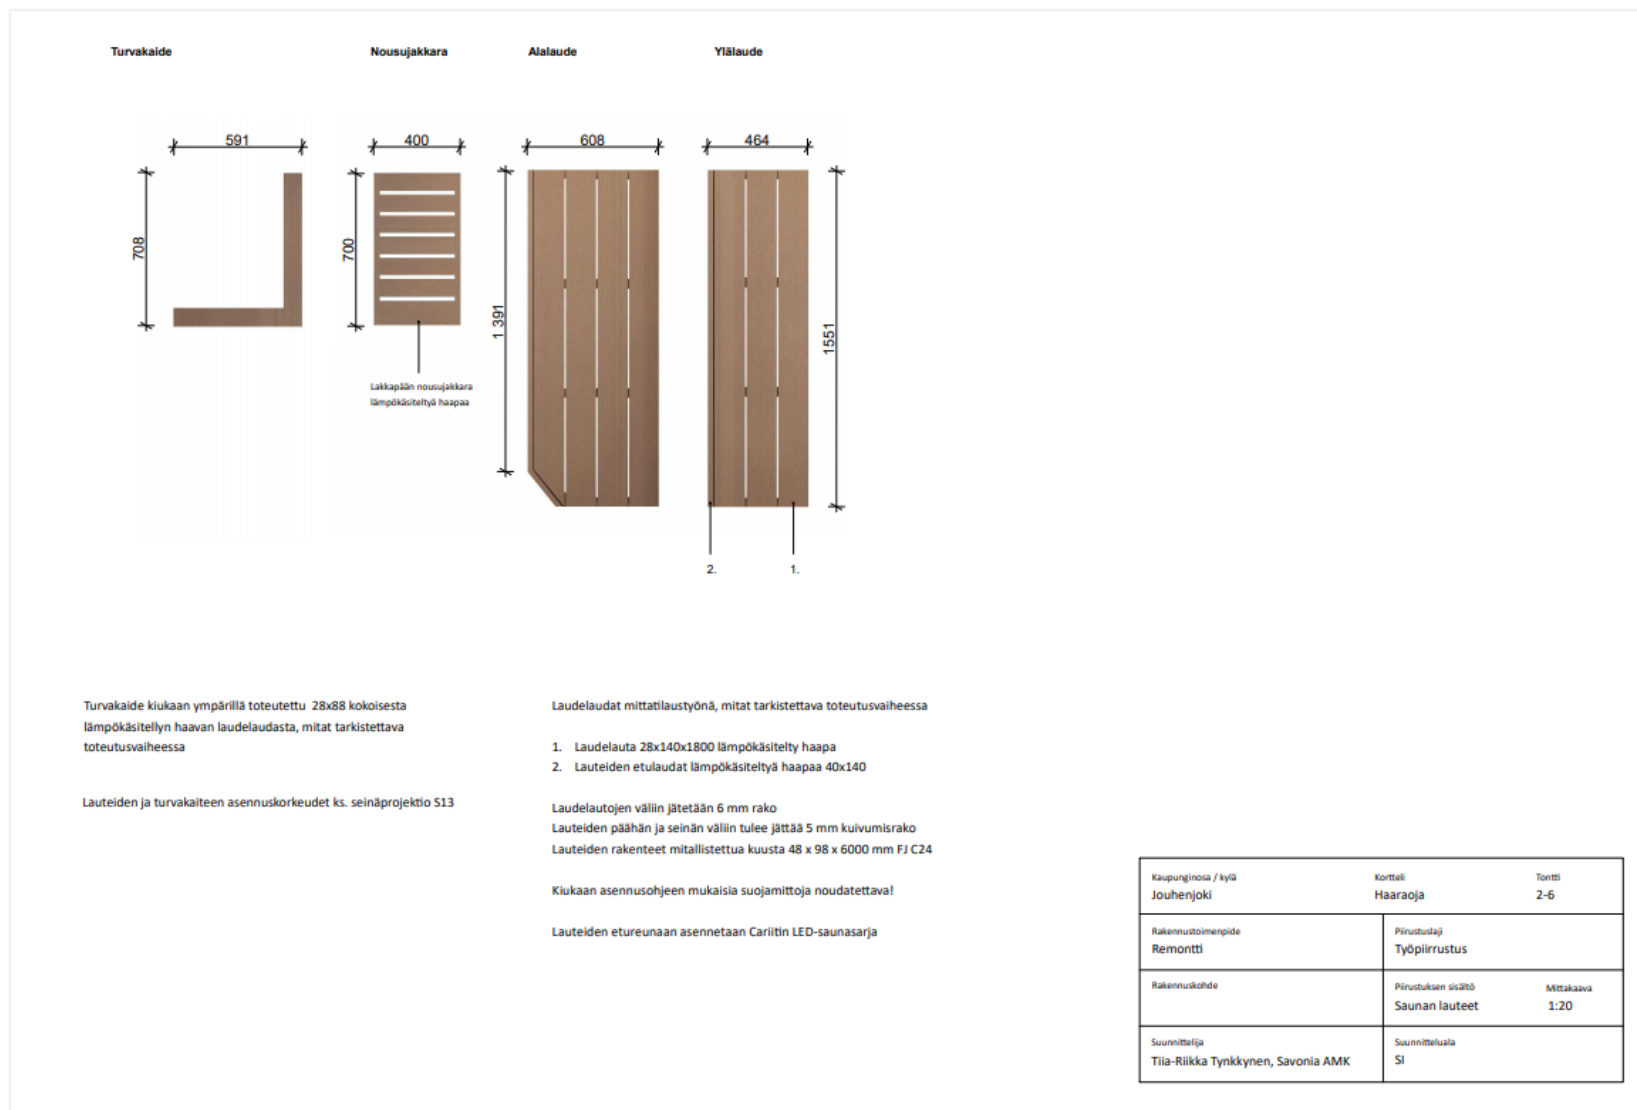 Turvakaide
Nousujakkara
Alalaude
Ylälaude
591
400
608
464
708
700
1 391
1551
Lakkapään nousujakkara
lämpökäsiteltyä haapaa
2.
1.
Turvakaide kiukaan ympärillä toteutettu 28x88 kokoisesta
lämpökäsitellyn haavan laudelaudasta, mitat tarkistettava
toteutusvaiheessa
Lauteiden ja turvakaiteen asennuskorkeudet ks. seinäprojektio S13
Laudelaudat mittatilaustyönä, mitat tarkistettava toteutusvaiheessa
1. Laudelauta 28x140x1800 lämpökäsitelty haapa
2. Lauteiden etulaudat lämpökäsiteltyä haapaa 40x140
Laudelautojen väliin jätetään 6 mm rako
Lauteiden päähän ja seinän väliin tulee jättää 5 mm kuivumisrako
Lauteiden rakenteet mitallistettua kuusta 48 x 98 x 6000 mm FJ C24
Kiukaan asennusohjeen mukaisia suojamittoja noudatettava!
Lauteiden etureunaan asennetaan Cariitin LED-saunasarja
Kaupunginosa / kylä
Kortteli
Tontti
Jouhenjoki
Haaraoja
2-6
Rakennustoimenpide
Piirustuslaji
Remontti
Työpiirrustus
Rakennuskohde
Piirustuksen sisältö
Mittakaava
Saunan lauteet
1:20
Suunnittelija
Suunnitteluala
Tiia-Riikka Tynkkynen, Savonia AMK
SI